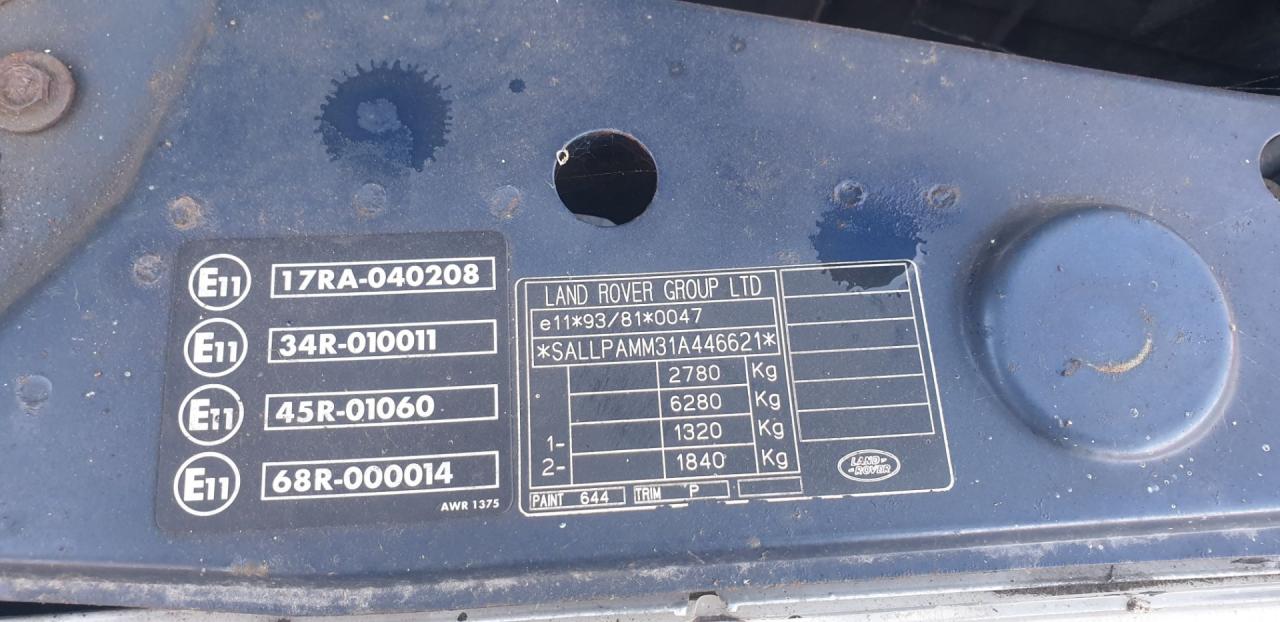 E11 17RA-040208
E11 34R-010011
E11 45R-01060
E11 68R-000014
AWR 1375
LAND ROVER GROUP LTD
e11*93/81*0047
*SALLPAMM31A446621*
2780 Kg
6280 Kg
1- 1320 Kg
2- 1840 Kg
PAINT 644 TRIM P
LAND-
-ROVER